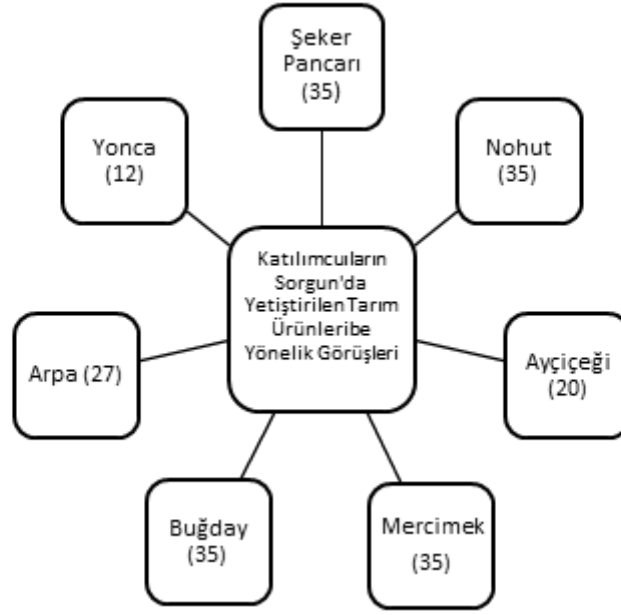 Şeker
Pancarı
(35)
Yonca
(12)
Nohut
(35)
Katılımcuların
Sorgun'da
Yetiştirilen Tarım
Ürünleribe
Yönelik Görüşleri
Arpa (27)
Ayçiçeği
(20)
Buğday
(35)
Mercimek
(35)